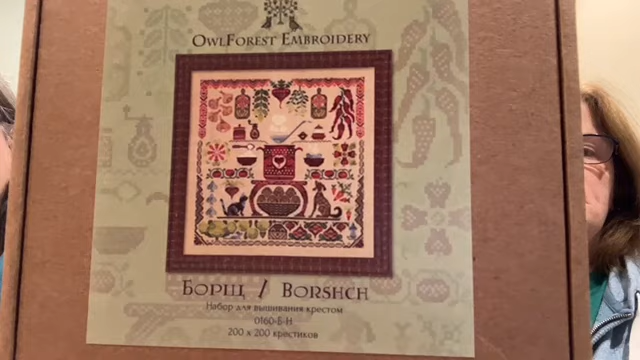 OwlForest Embroidery
Борщ / Borshch
Набор для вышивания крестом
0160-Б-Н
200 x 200 крестиков